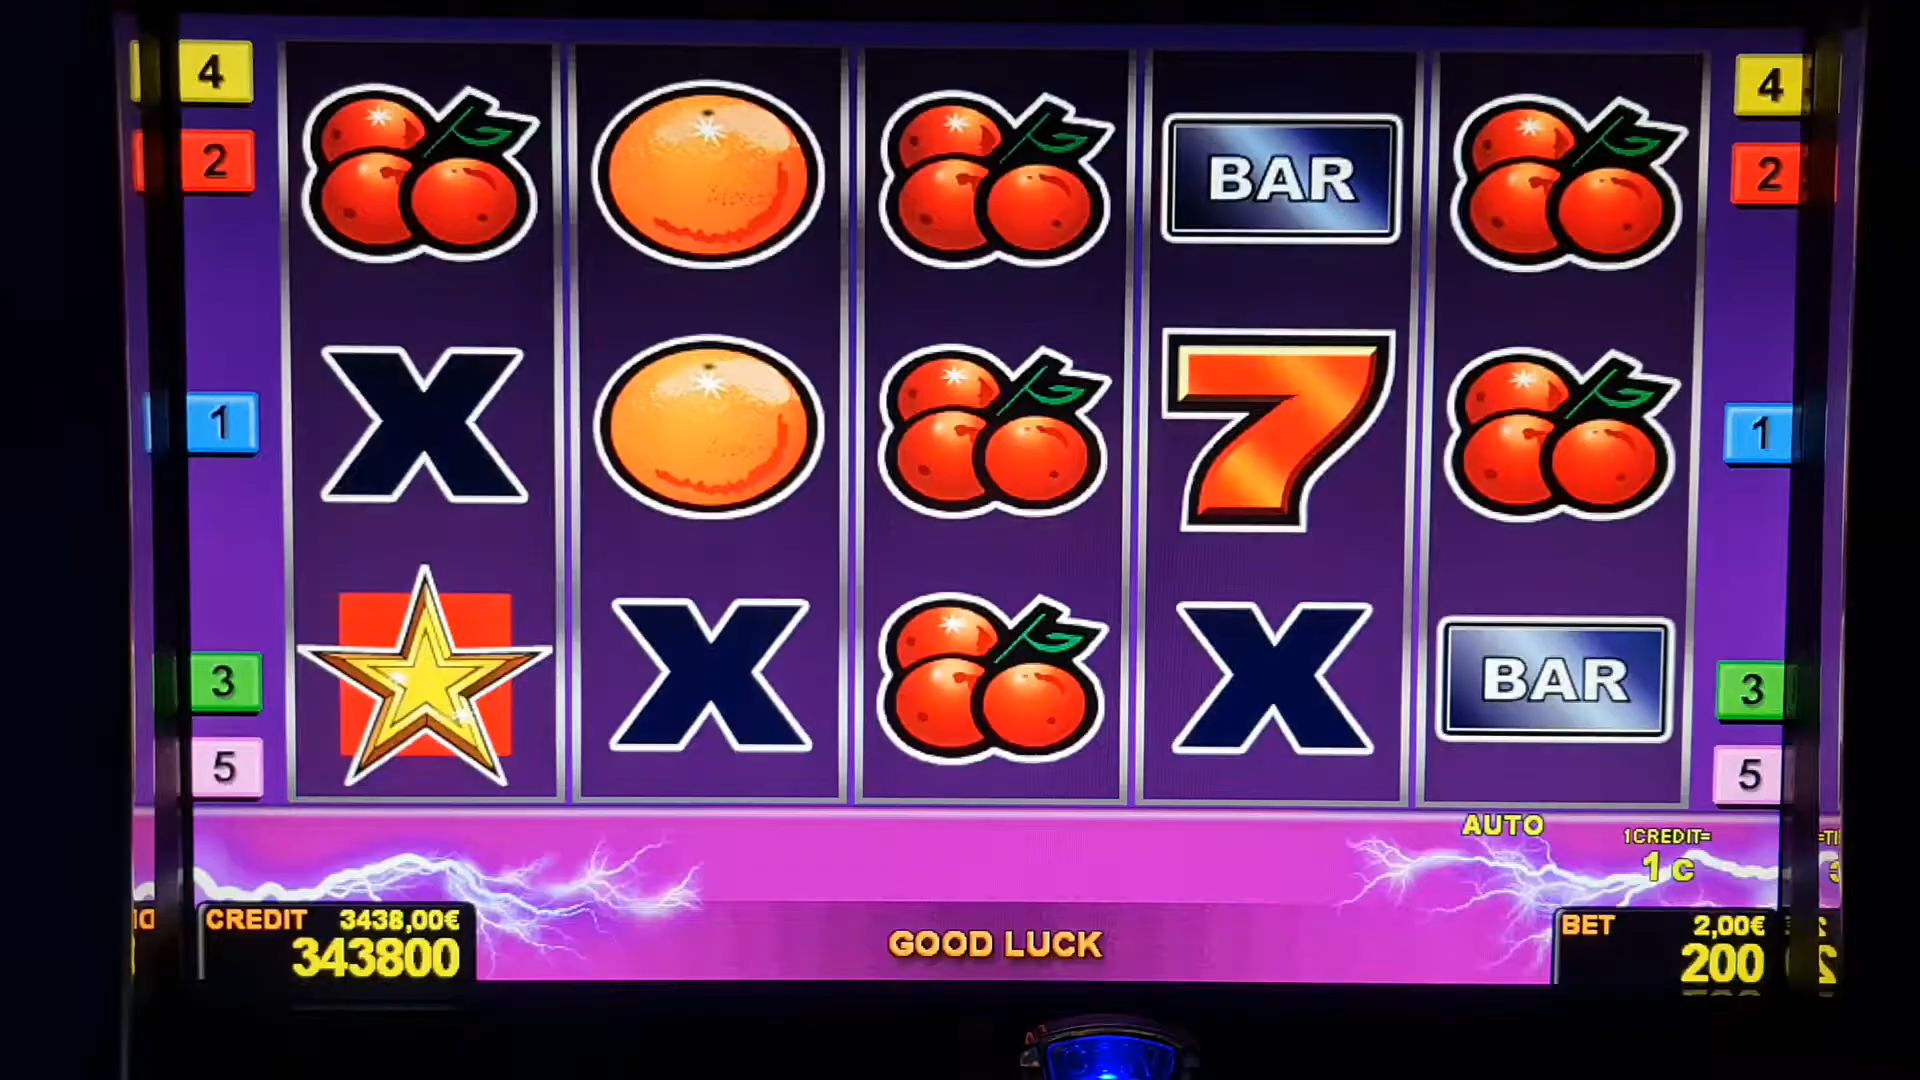 4
4
BAR
2
2
X
7
1
1
X
X
BAR
3
3
5
5
AUTO
1CREDIT=
1 c
CREDIT 3438,00€
343800
GOOD LUCK
BET 2,00€
200